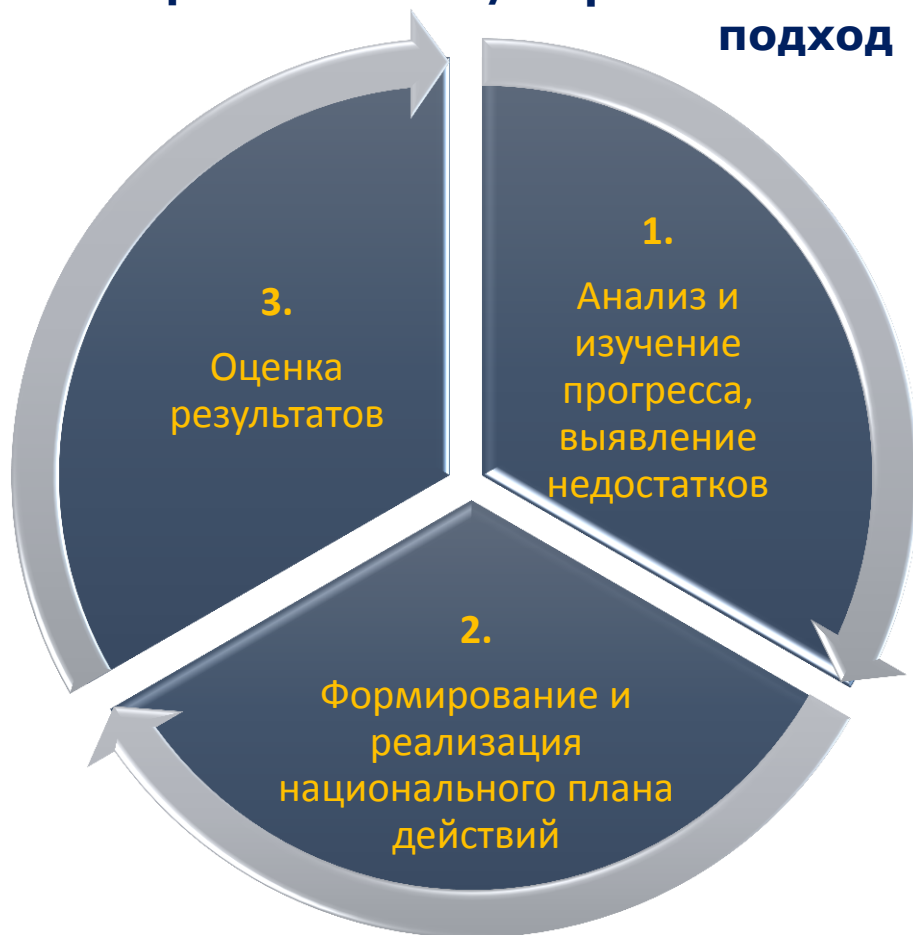 подход
1.
Анализ и
изучение
прогресса,
выявление
недостатков
2.
Формирование и
реализация
национального плана
действий
3.
Оценка
результатов